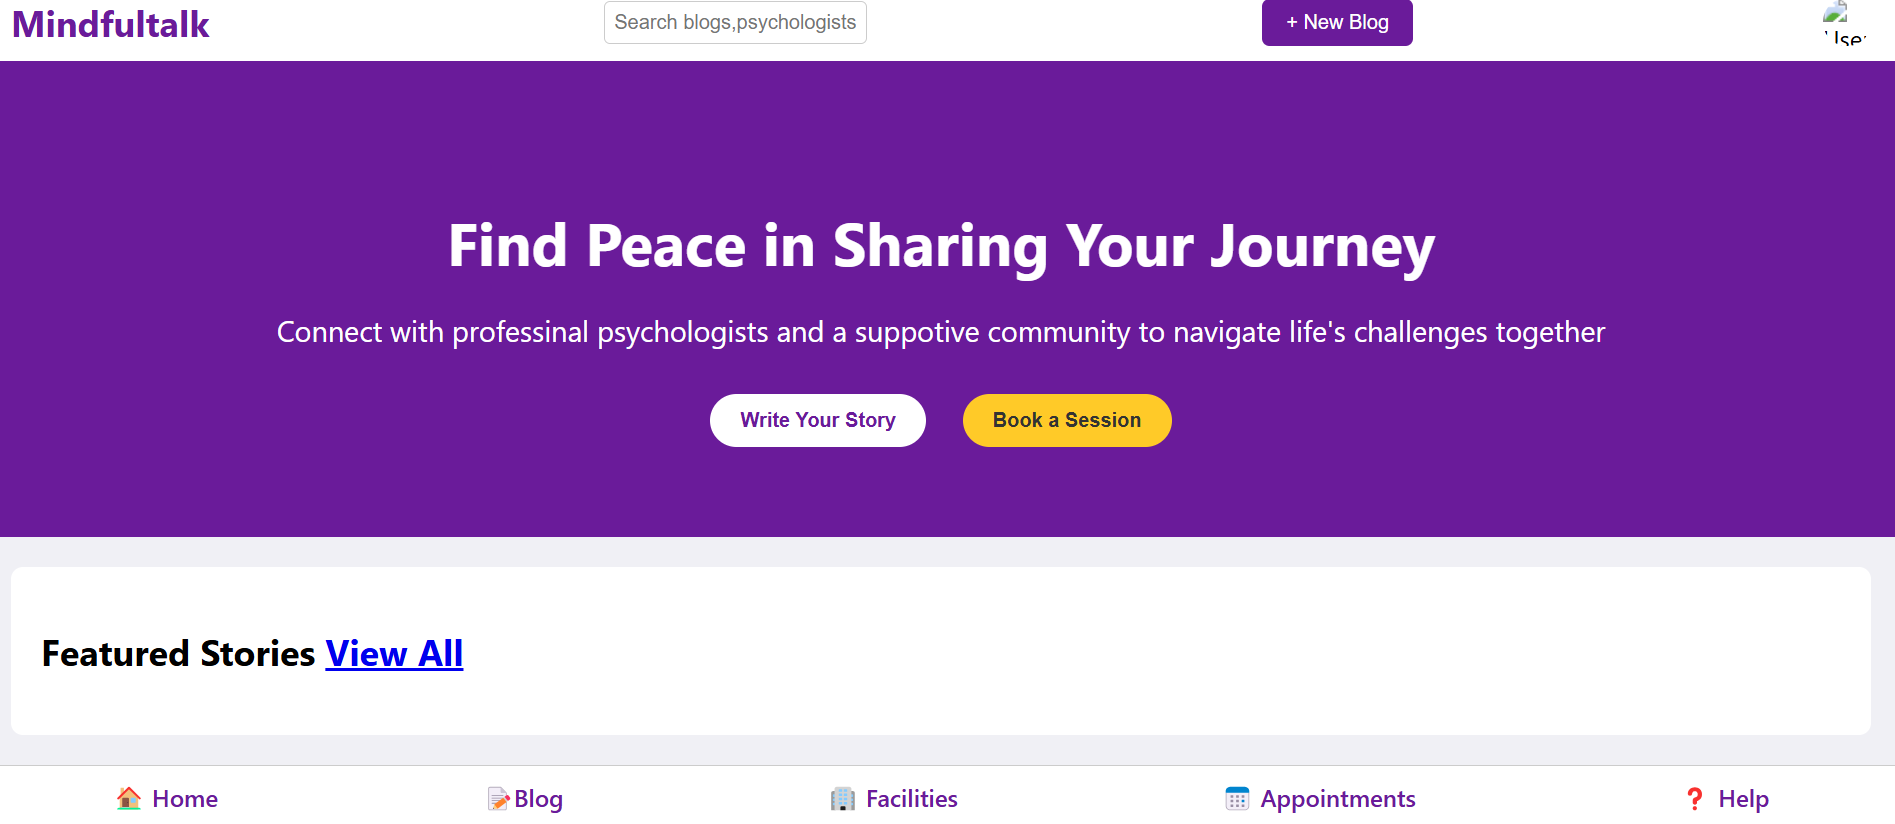 Mindfultalk
Search blogs,psychologists
+ New Blog
User
Find Peace in Sharing Your Journey
Connect with professinal psychologists and a suppotive community to navigate life's challenges together
Write Your Story
Book a Session
Featured Stories View All
Home
Blog
Facilities
Appointments
Help